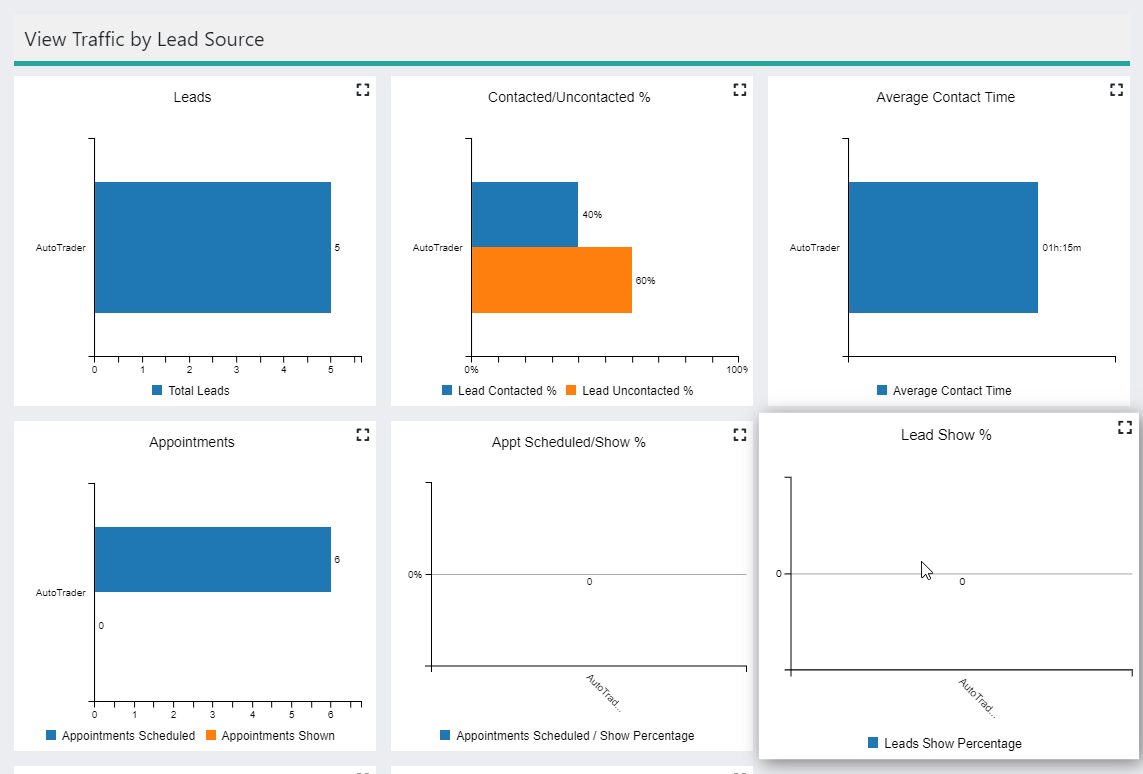 View Traffic by Lead Source
Leads
AutoTrader
5
0 1 2 3 4 5
Total Leads
Contacted/Uncontacted %
40%
AutoTrader
60%
0% 100%
Lead Contacted % Lead Uncontacted %
Average Contact Time
AutoTrader
01h:15m
Average Contact Time
Appointments
6
AutoTrader
0
0 1 2 3 4 5 6
Appointments Scheduled Appointments Shown
Appt Scheduled/Show %
0%
0
AutoTrad...
Appointments Scheduled / Show Percentage
Lead Show %
0
0
AutoTrad...
Leads Show Percentage